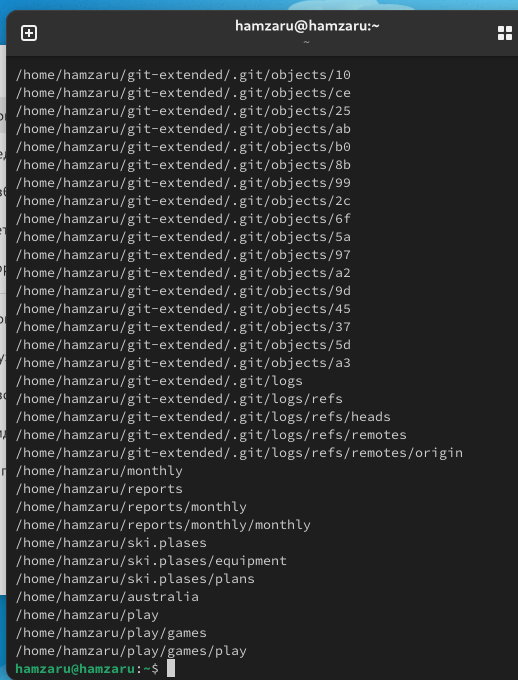 hamzaru@hamzaru:~
~
/home/hamzaru/git-extended/.git/objects/10
/home/hamzaru/git-extended/.git/objects/ce
/home/hamzaru/git-extended/.git/objects/25
/home/hamzaru/git-extended/.git/objects/ab
/home/hamzaru/git-extended/.git/objects/b0
/home/hamzaru/git-extended/.git/objects/8b
/home/hamzaru/git-extended/.git/objects/99
/home/hamzaru/git-extended/.git/objects/2c
/home/hamzaru/git-extended/.git/objects/6f
/home/hamzaru/git-extended/.git/objects/5a
/home/hamzaru/git-extended/.git/objects/97
/home/hamzaru/git-extended/.git/objects/a2
/home/hamzaru/git-extended/.git/objects/9d
/home/hamzaru/git-extended/.git/objects/45
/home/hamzaru/git-extended/.git/objects/37
/home/hamzaru/git-extended/.git/objects/5d
/home/hamzaru/git-extended/.git/objects/a3
/home/hamzaru/git-extended/.git/logs
/home/hamzaru/git-extended/.git/logs/refs
/home/hamzaru/git-extended/.git/logs/refs/heads
/home/hamzaru/git-extended/.git/logs/refs/remotes
/home/hamzaru/git-extended/.git/logs/refs/remotes/origin
/home/hamzaru/monthly
/home/hamzaru/reports
/home/hamzaru/reports/monthly
/home/hamzaru/reports/monthly/monthly
/home/hamzaru/ski.plases
/home/hamzaru/ski.plases/equipment
/home/hamzaru/ski.plases/plans
/home/hamzaru/australia
/home/hamzaru/play
/home/hamzaru/play/games
/home/hamzaru/play/games/play
hamzaru@hamzaru:~$